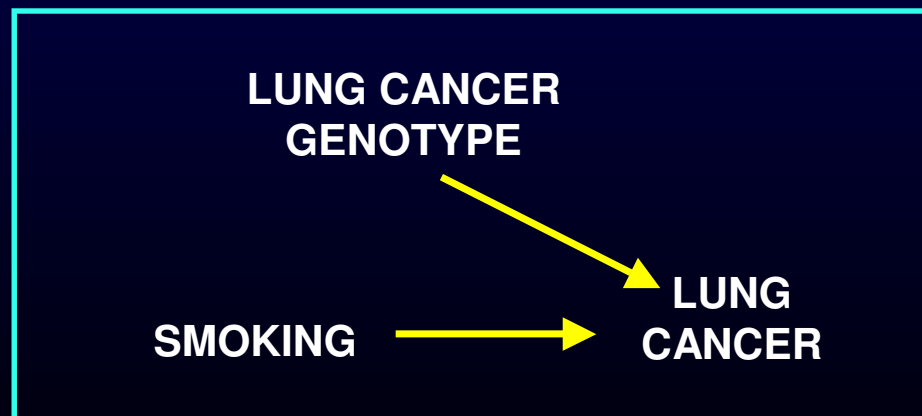 LUNG CANCER
GENOTYPE
SMOKING
LUNG
CANCER